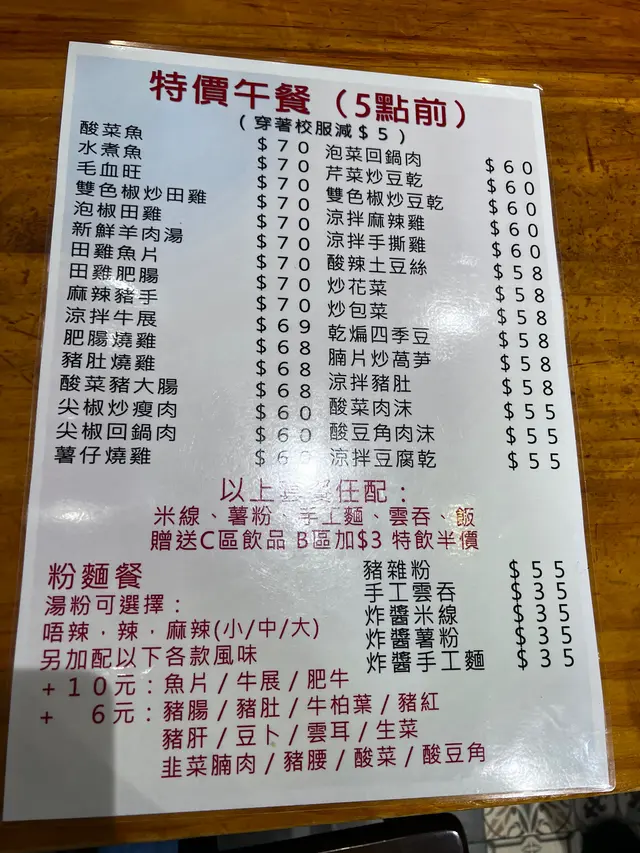 特價午餐（5點前）
（穿著校服減$5）
酸菜魚 $70
水煮魚 $70
毛血旺 $70
雙色椒炒田雞 $70
泡椒田雞 $70
新鮮羊肉湯 $70
田雞魚片 $70
田雞肥腸 $70
麻辣豬手 $70
涼拌牛展 $69
肥腸燒雞 $68
豬肚燒雞 $68
酸菜豬大腸 $68
尖椒炒瘦肉 $60
尖椒回鍋肉 $60
薯仔燒雞
泡菜回鍋肉 $60
芹菜炒豆乾 $60
雙色椒炒豆乾 $60
涼拌麻辣雞 $60
涼拌手撕雞 $60
酸辣土豆絲 $58
炒花菜 $58
炒包菜 $58
乾煸四季豆 $58
腩片炒萵笋 $58
涼拌豬肚 $58
酸菜肉沫 $55
酸豆角肉沫 $55
涼拌豆腐乾 $55
以上 任配：
米線、薯粉、手工麵、雲吞、飯
贈送C區飲品 B區加$3 特飲半價
粉麵餐
湯粉可選擇：
唔辣，辣，麻辣(小/中/大)
另加配以下各款風味
+10元：魚片/牛展/肥牛
+ 6元：豬腸/豬肚/牛柏葉/豬紅
豬肝/豆卜/雲耳/生菜
韭菜腩肉/豬腰/酸菜/酸豆角
豬雜粉 $55
手工雲吞 $35
炸醬米線 $35
炸醬薯粉 $35
炸醬手工麵 $35